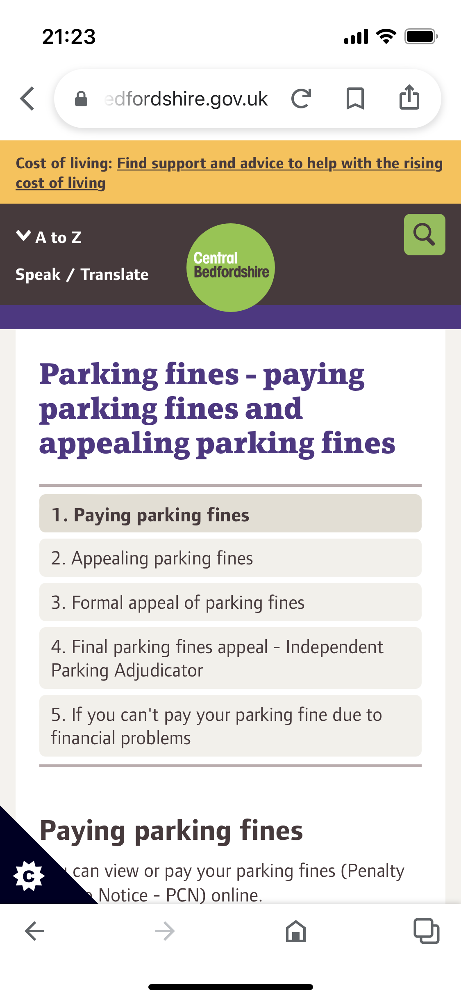 21:23
edfordshire.gov.uk
Cost of living: Find support and advice to help with the rising
cost of living
A to Z
Speak / Translate
Central
Bedfordshire
Parking fines - paying
parking fines and
appealing parking fines
1. Paying parking fines
2. Appealing parking fines
3. Formal appeal of parking fines
4. Final parking fines appeal - Independent
Parking Adjudicator
5. If you can't pay your parking fine due to
financial problems
Paying parking fines
can view or pay your parking fines (Penalty
Notice - PCN) online.
C